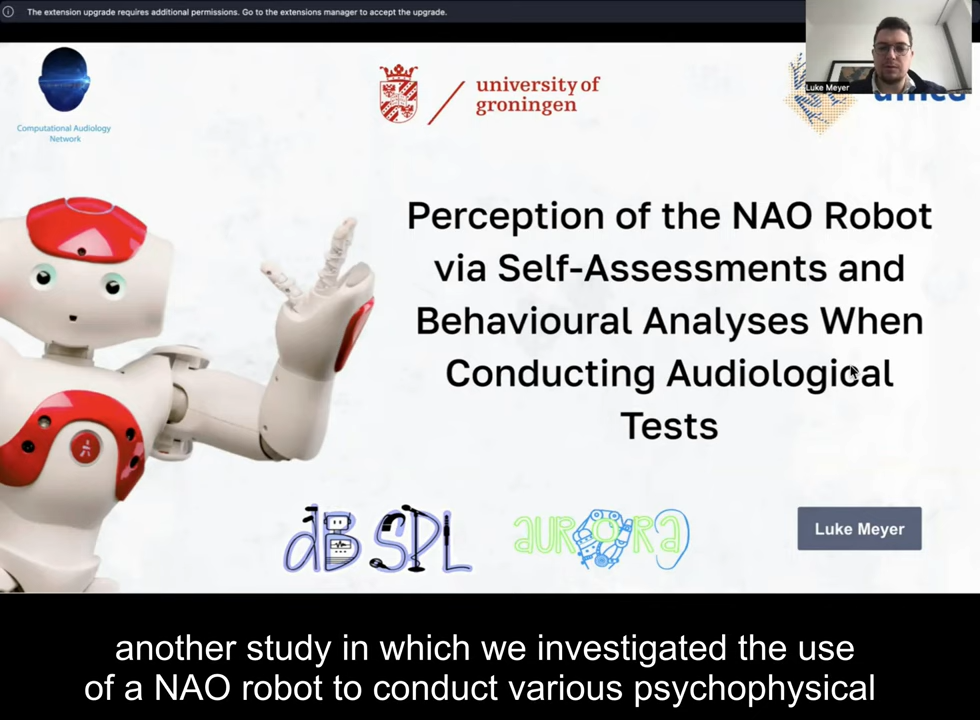 The extension upgrade requires additional permissions. Go to the extensions manager to accept the upgrade.
Luke Meyer
Computational Audiology
Network
university of
groningen
Perception of the NAO Robot
via Self-Assessments and
Behavioural Analyses When
Conducting Audiological
Tests
dB SPL
aURORA
Luke Meyer
another study in which we investigated the use
of a NAO robot to conduct various psychophysical